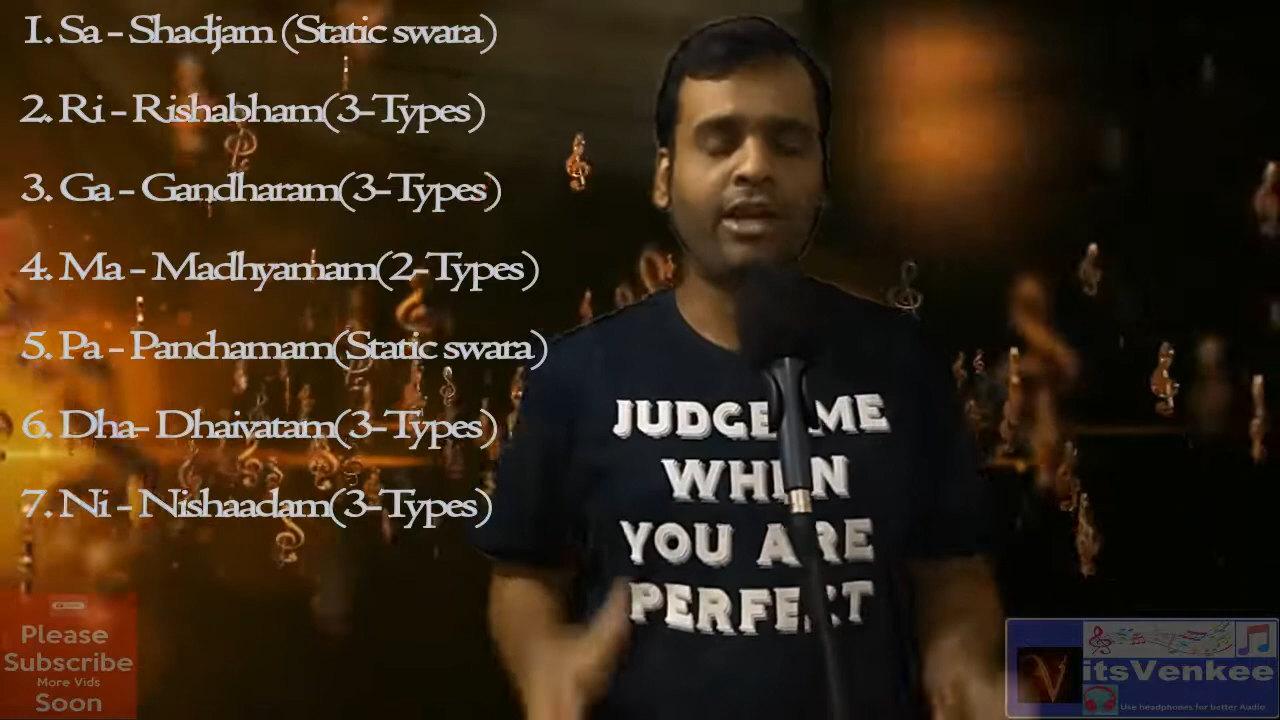 1. Sa - Shadjam (Static swara)
2. Ri - Rishabham(3-Types)
3. Ga - Gandharam(3-Types)
4. Ma - Madhyamam(2-Types)
5. Pa - Panchamam(Static swara)
6. Dha- Dhaivatam(3-Types)
7. Ni - Nishaadam(3-Types)
JUDGE ME
WHEN
YOU ARE
PERFECT
Please
Subscribe
More Vids
Soon
V itsVenkee
Use headphones for better Audio